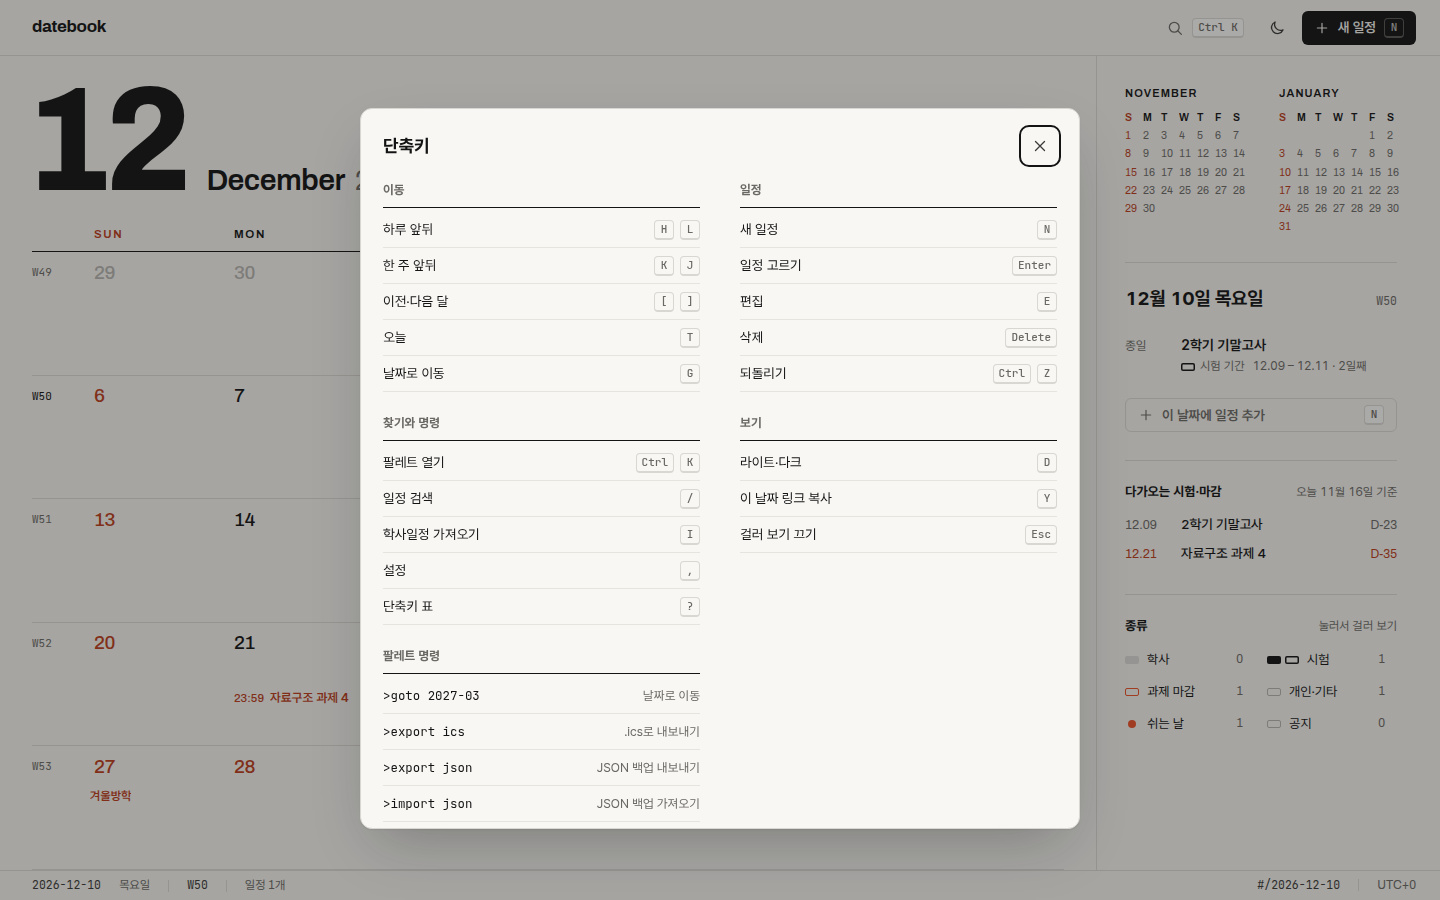 datebook
Ctrl K
새 일정 N
12
December
SUN MON
W49 29 30
W50 6 7
W51 13 14
W52 20 21
23:59 자료구조 과제 4
W53 27 28
겨울방학
단축키
이동
하루 앞뒤 H L
한 주 앞뒤 K J
이전·다음 달 [ ]
오늘 T
날짜로 이동 G
찾기와 명령
팔레트 열기 Ctrl K
일정 검색 /
학사일정 가져오기 I
설정 ,
단축키 표 ?
팔레트 명령
>goto 2027-03 날짜로 이동
>export ics .ics로 내보내기
>export json JSON 백업 내보내기
>import json JSON 백업 가져오기
일정
새 일정 N
일정 고르기 Enter
편집 E
삭제 Delete
되돌리기 Ctrl Z
보기
라이트·다크 D
이 날짜 링크 복사 Y
걸러 보기 끄기 Esc
NOVEMBER
S M T W T F S
1 2 3 4 5 6 7
8 9 10 11 12 13 14
15 16 17 18 19 20 21
22 23 24 25 26 27 28
29 30
JANUARY
S M T W T F S
1 2
3 4 5 6 7 8 9
10 11 12 13 14 15 16
17 18 19 20 21 22 23
24 25 26 27 28 29 30
31
12월 10일 목요일 W50
종일 2학기 기말고사
시험 기간 12.09 – 12.11 · 2일째
이 날짜에 일정 추가 N
다가오는 시험·마감 오늘 11월 16일 기준
12.09 2학기 기말고사 D-23
12.21 자료구조 과제 4 D-35
종류 눌러서 걸러 보기
학사 0 시험 1
과제 마감 1 개인·기타 1
쉬는 날 1 공지 0
2026-12-10 목요일 W50 일정 1개
#/2026-12-10 UTC+0